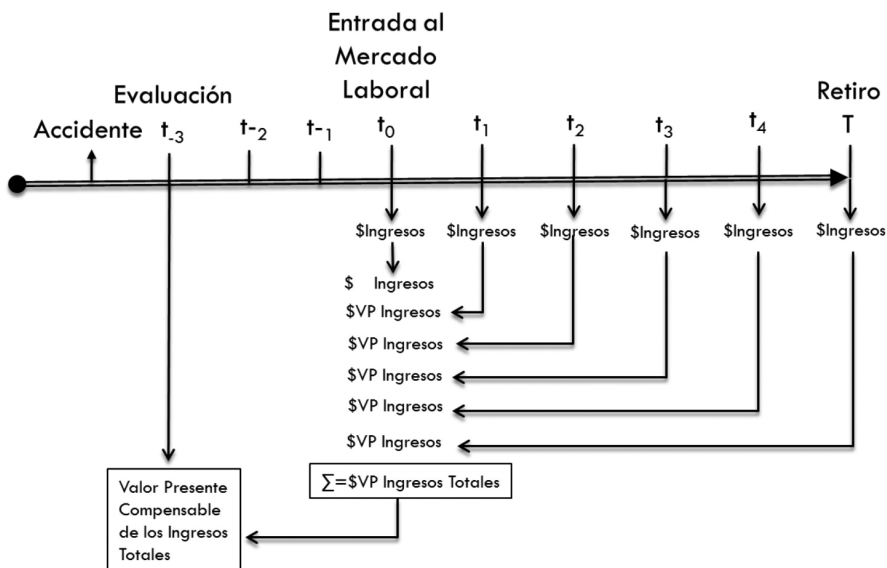 Entrada al
Mercado
Laboral
Evaluación
Retiro
Accidente t-3 t-2 t-1 t0 t1 t2 t3 t4 T
$Ingresos $Ingresos $Ingresos $Ingresos $Ingresos $Ingresos
$ Ingresos
$VP Ingresos
$VP Ingresos
$VP Ingresos
$VP Ingresos
$VP Ingresos
∑=$VP Ingresos Totales
Valor Presente
Compensable
de los Ingresos
Totales